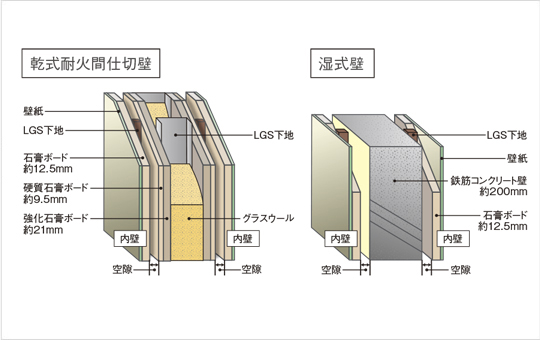 乾式耐火間仕切壁
壁紙
LGS下地
石膏ボード
約12.5mm
硬質石膏ボード
約9.5mm
強化石膏ボード
約21mm
LGS下地
グラスウール
内壁
内壁
空隙
空隙
湿式壁
LGS下地
壁紙
鉄筋コンクリート壁
約200mm
石膏ボード
約12.5mm
内壁
内壁
空隙
空隙